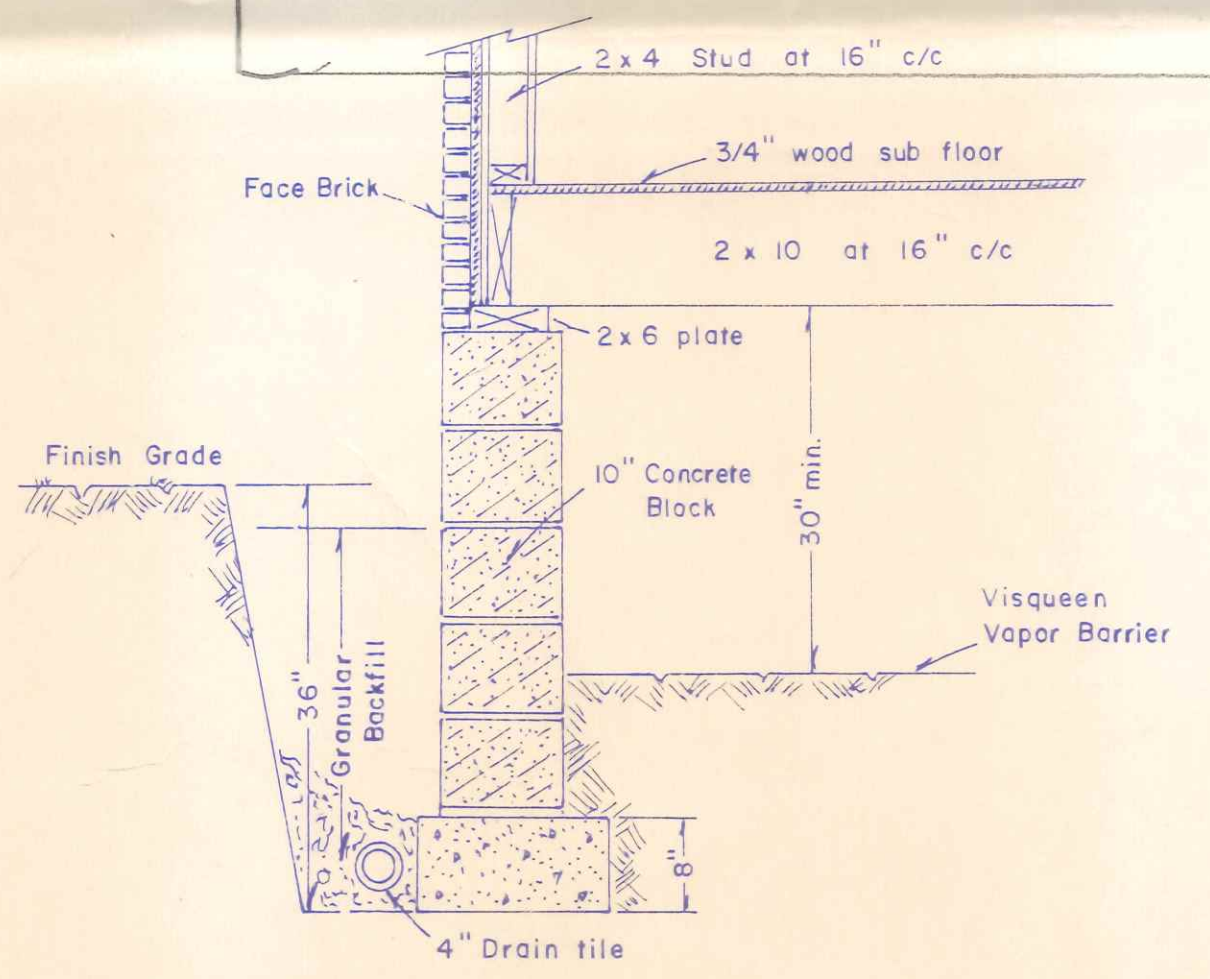 2 x 4 Stud at 16" c/c
3/4" wood sub floor
Face Brick
2 x 10 at 16" c/c
2 x 6 plate
Finish Grade
10" Concrete
Block
30" min.
Visqueen
Vapor Barrier
36"
Granular
Backfill
8"
4" Drain tile